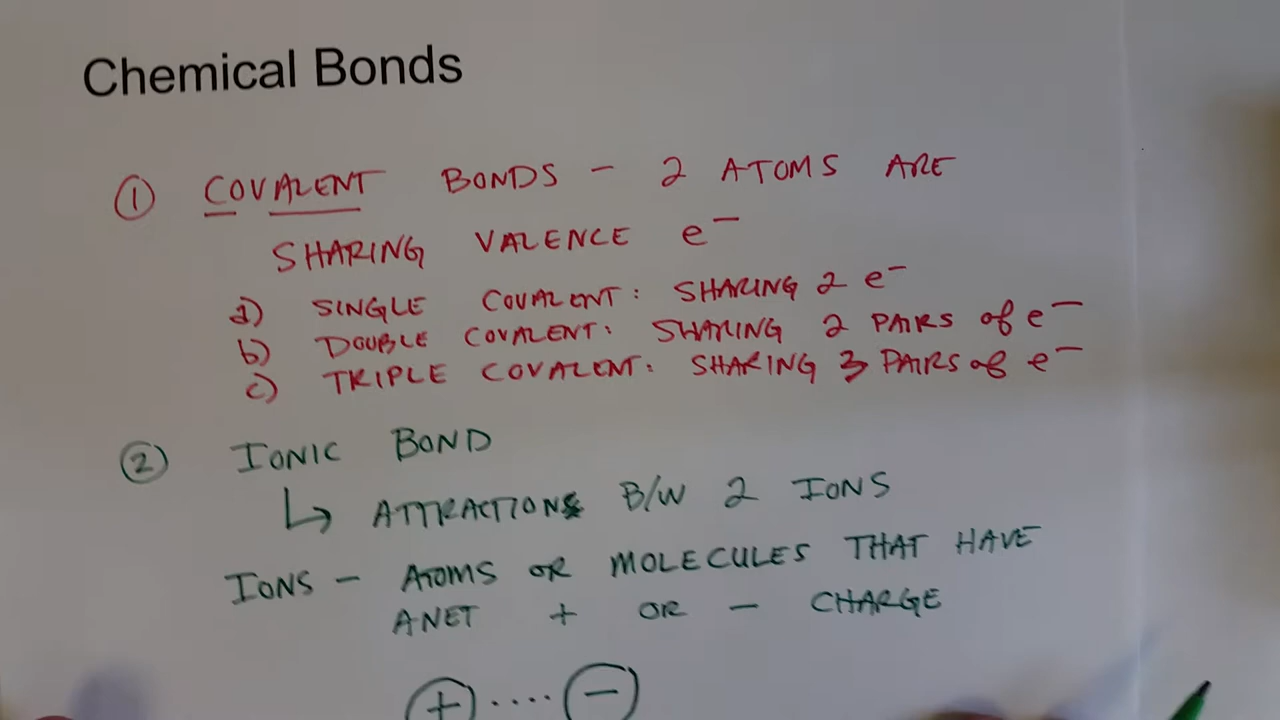 Chemical Bonds
① COVALENT BONDS - 2 ATOMS ARE
SHARING VALENCE e⁻
a) SINGLE COVALENT: SHARING 2 e⁻
b) DOUBLE COVALENT: SHARING 2 PAIRS of e⁻
c) TRIPLE COVALENT: SHARING 3 PAIRS of e⁻
② IONIC BOND
↳ ATTRACTIONS B/W 2 IONS
IONS - ATOMS OR MOLECULES THAT HAVE
A NET + OR - CHARGE
+ .... -